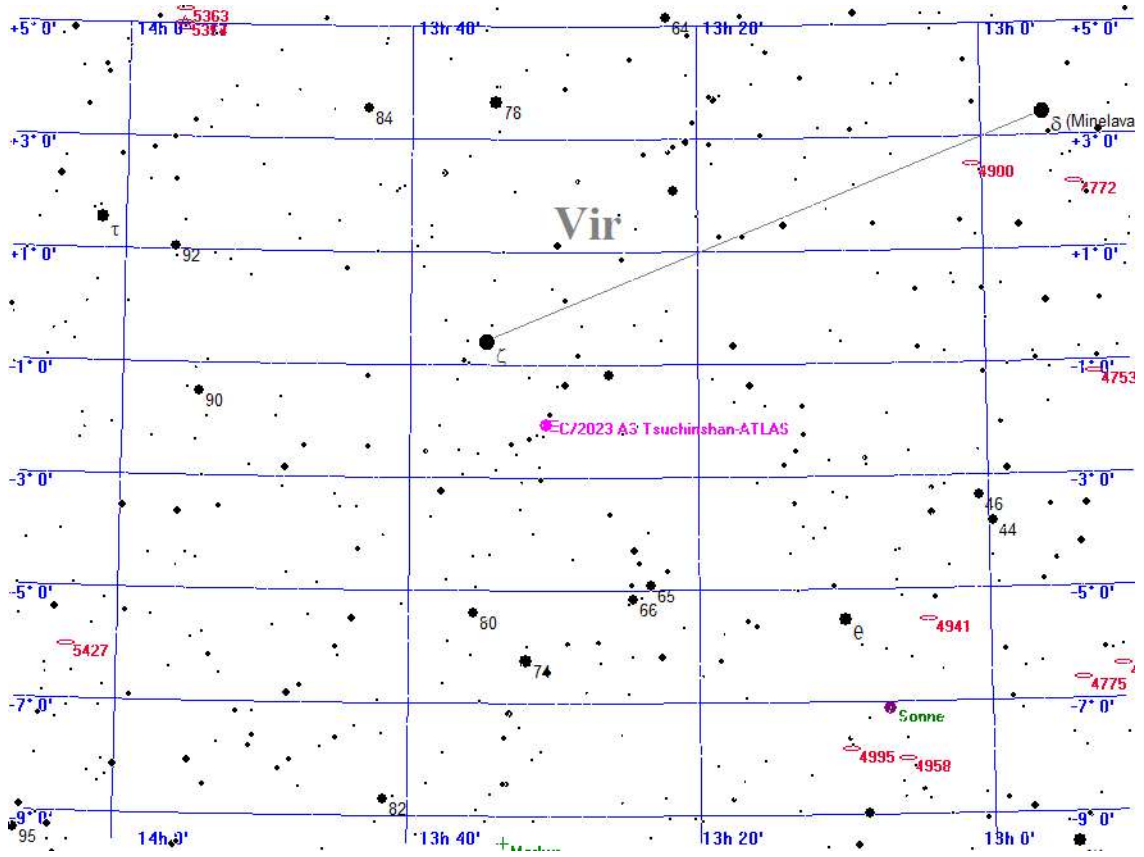 5363
+5° 0' 14h 0' 13h 40' 13h 20' 13h 0' +5° 0'
64
84 78 δ (Minelava
+3° 0' +3° 0'
4900 4772
Vir
τ
92
+1° 0' +1° 0'
ζ
-1° 0' -1° 0'
4753
90
C/2023 A3 Tsuchinshan-ATLAS
-3° 0' -3° 0'
46
44
-5° 0' -5° 0'
65
66
80 θ 4941
5427
74
4775
-7° 0' -7° 0'
Sonne
4995 4958
82
-9° 0' -9° 0'
95 14h 0' 13h 40' 13h 20' 13h 0'